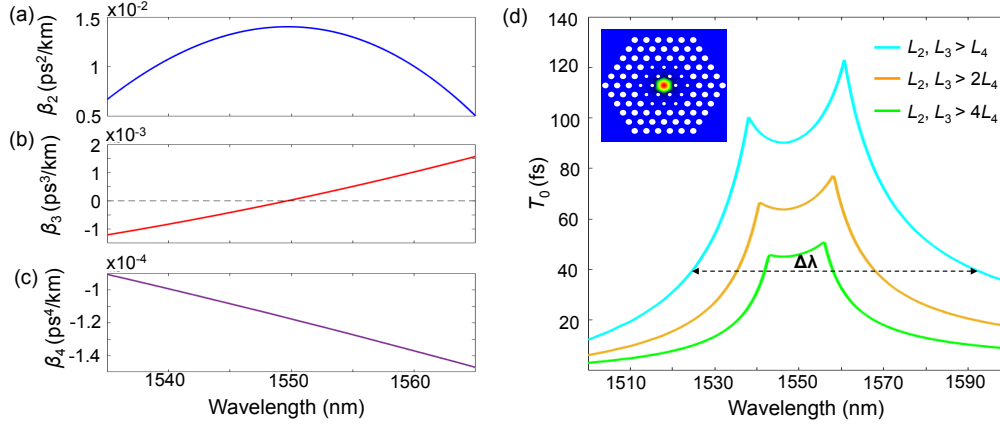 (a)
x10⁻²
1.5
1
0.5
β₂ (ps²/km)
(b)
x10⁻³
2
1
0
-1
β₃ (ps³/km)
(c)
x10⁻⁴
-1
-1.2
-1.4
β₄ (ps⁴/km)
1540 1550 1560
Wavelength (nm)
(d)
140
120
100
80
60
40
20
T₀ (fs)
L₂, L₃ > L₄
L₂, L₃ > 2L₄
L₂, L₃ > 4L₄
Δλ
1510 1530 1550 1570 1590
Wavelength (nm)